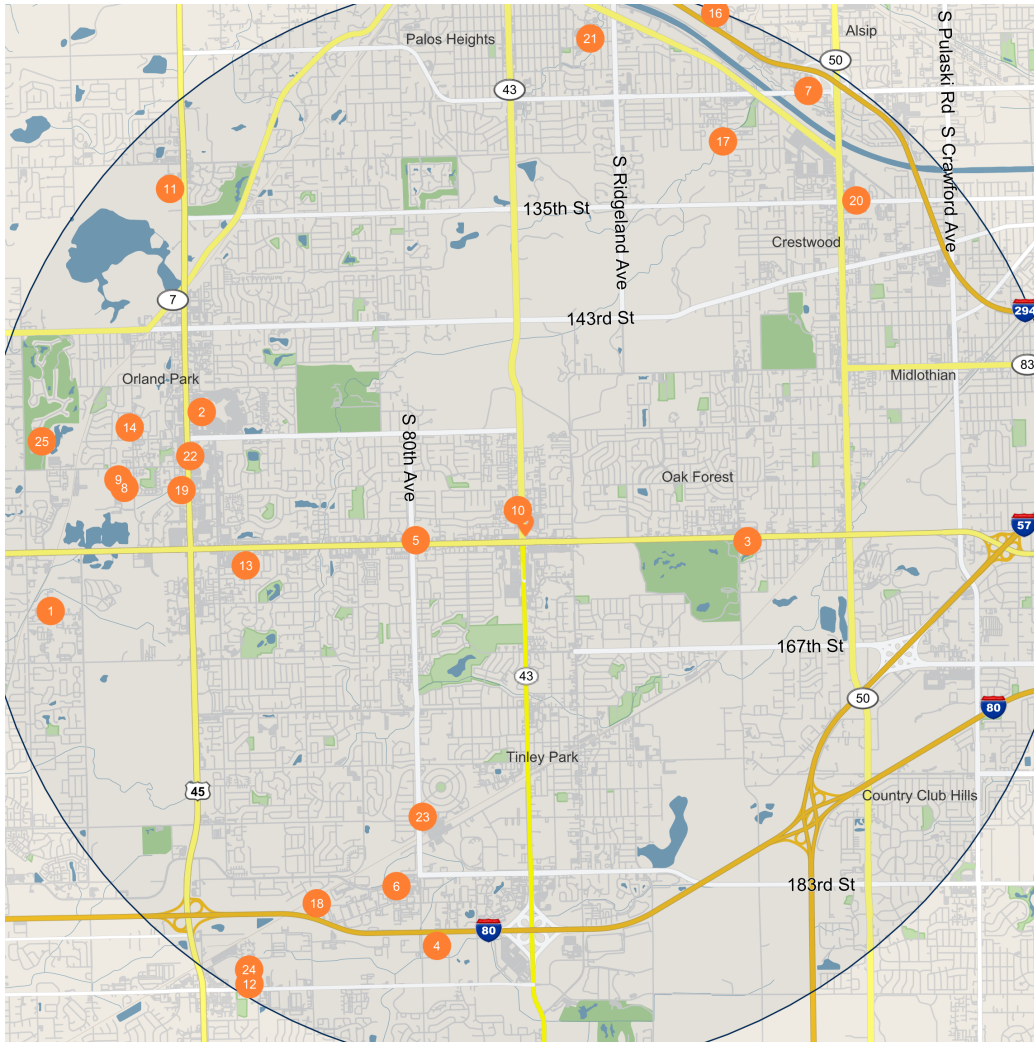 16
Alsip
21
Palos Heights
S Pulaski Rd
50
43
7
17
S Crawford Ave
S Ridgeland Ave
11
20
135th St
Crestwood
7
294
143rd St
83
Midlothian
Orland Park
2
14
25
22
S 80th Ave
9
8
19
Oak Forest
10
57
5
3
13
1
167th St
43
50
80
Tinley Park
45
Country Club Hills
23
6
183rd St
18
80
4
24
12